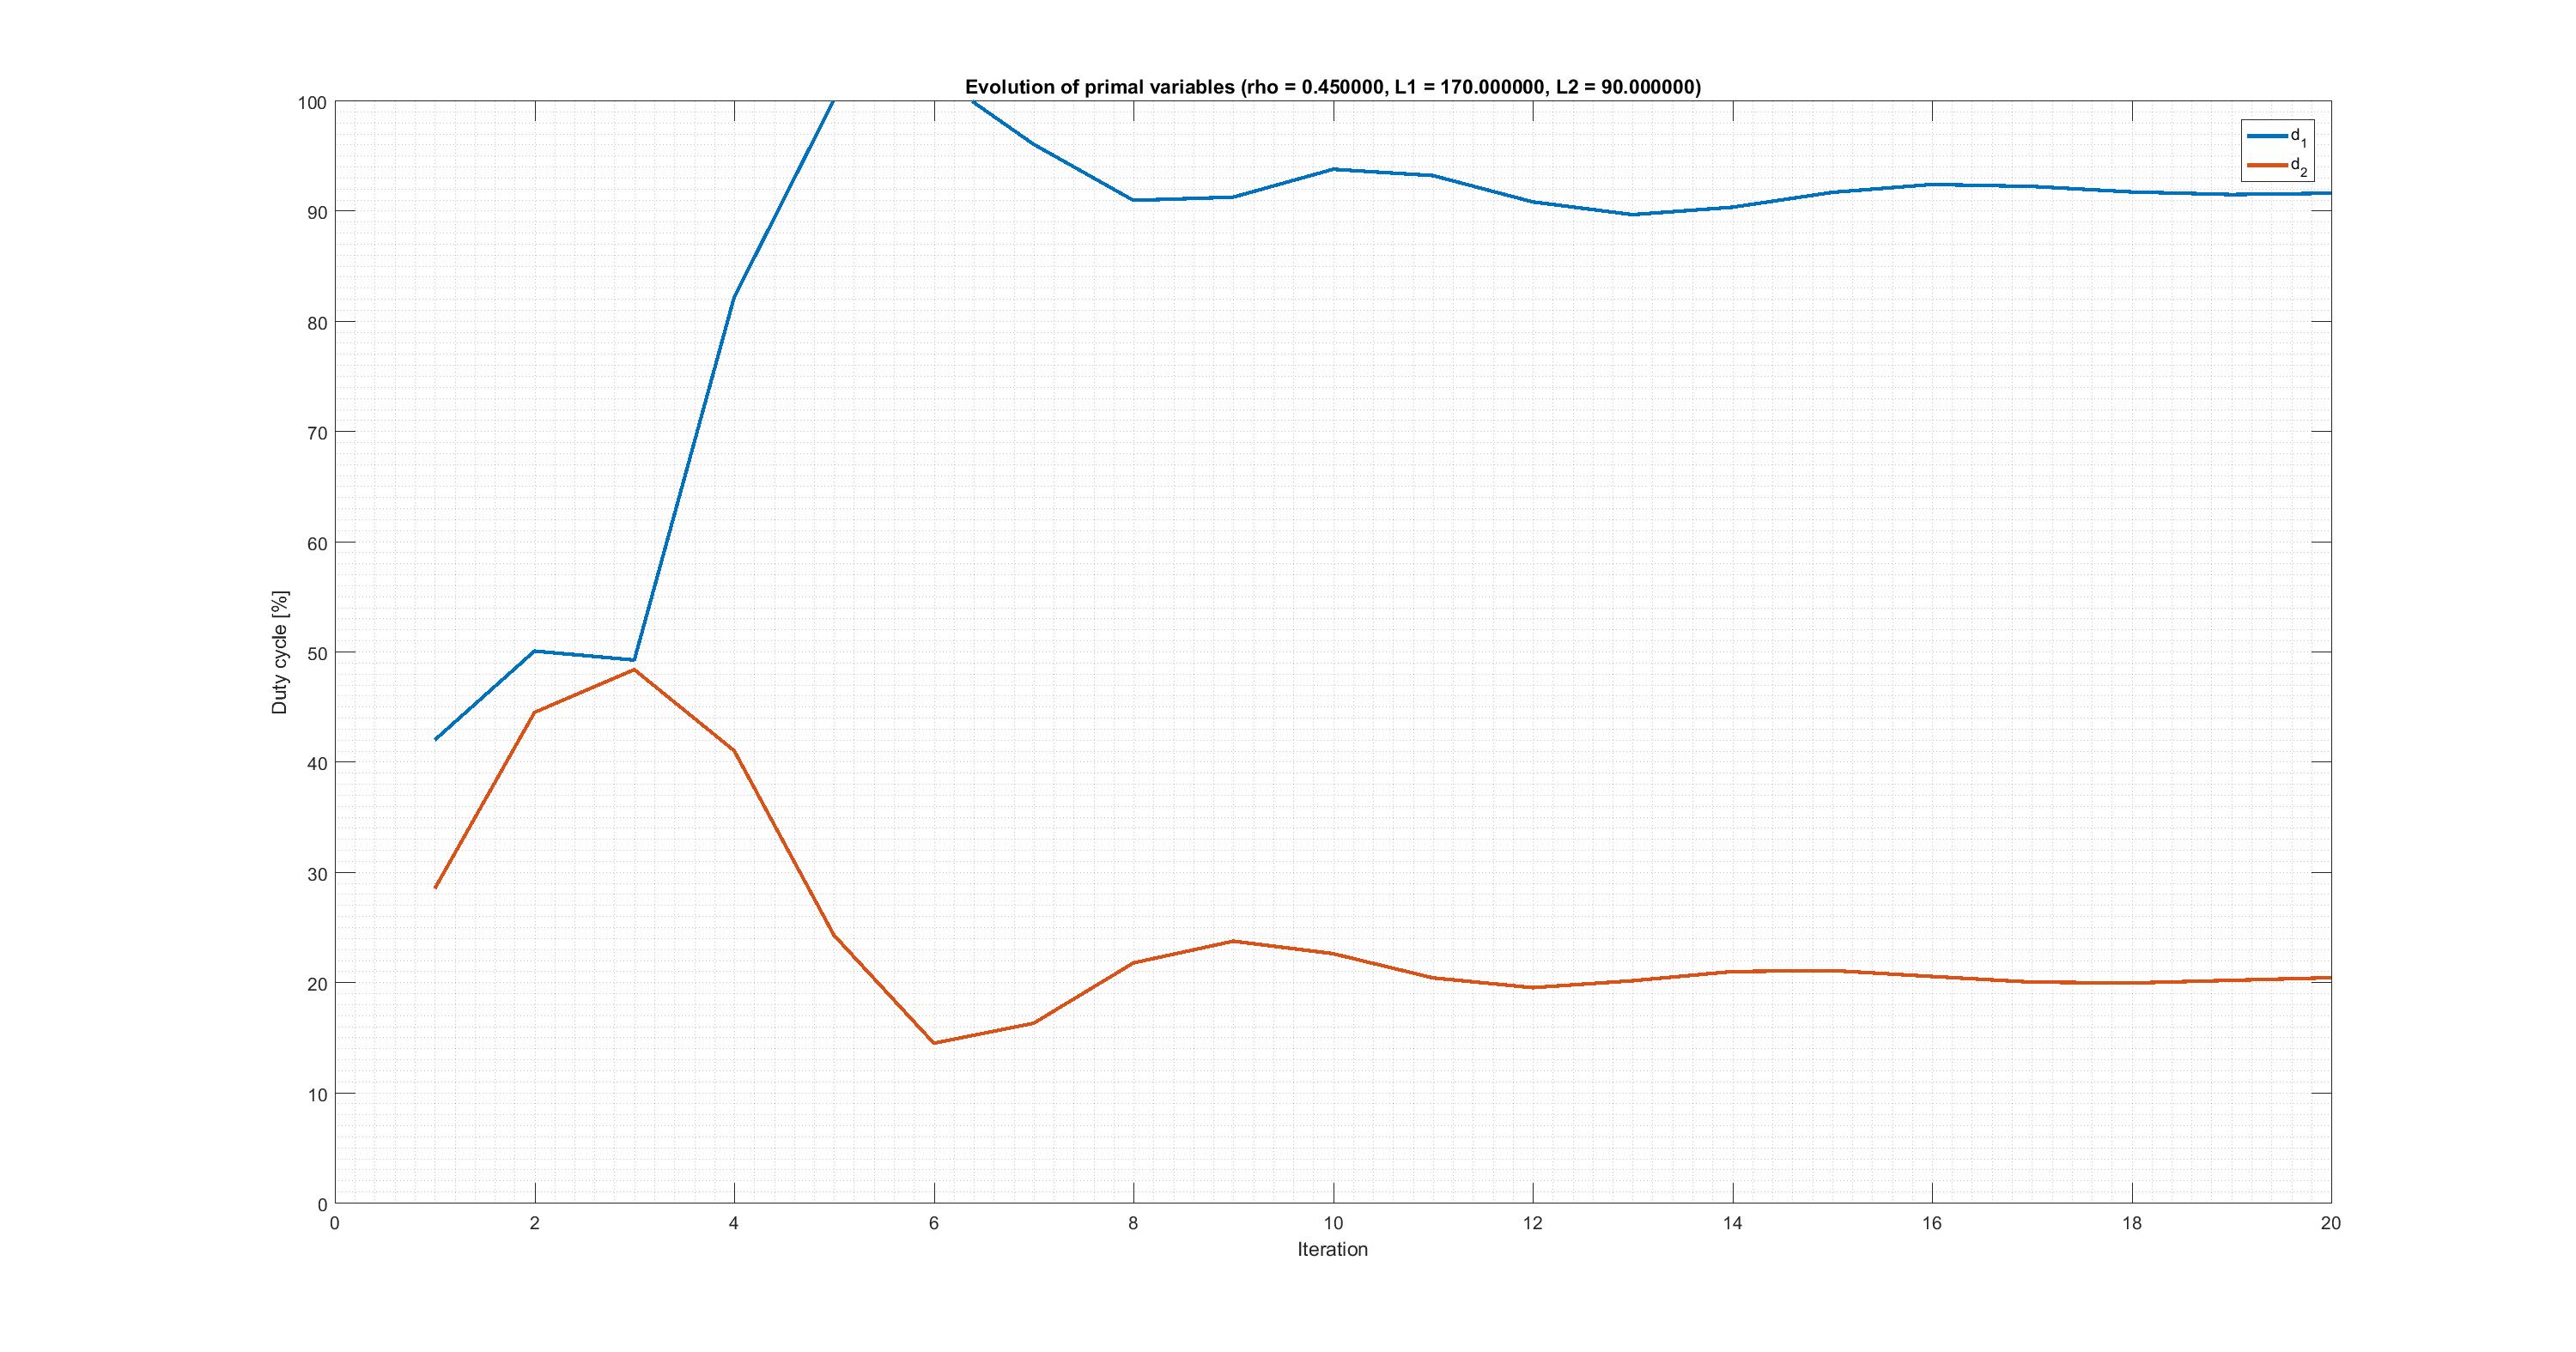 Evolution of primal variables (rho = 0.450000, L1 = 170.000000, L2 = 90.000000)
d1
d2
100
90
80
70
60
50
40
30
20
10
0
Duty cycle [%]
0 2 4 6 8 10 12 14 16 18 20
Iteration